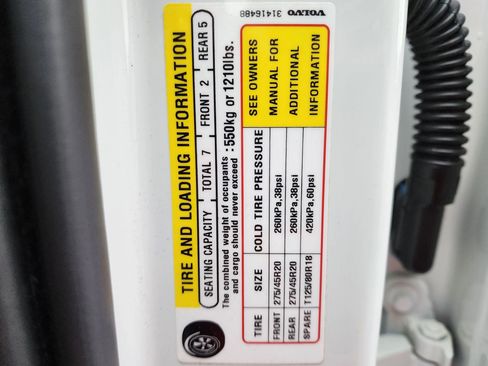 TIRE AND LOADING INFORMATION
SEATING CAPACITY TOTAL 7 FRONT 2 REAR 5
The combined weight of occupants
and cargo should never exceed : 550kg or 1210lbs.
TIRE SIZE COLD TIRE PRESSURE SEE OWNERS
FRONT 275/45R20 260kPa,38psi MANUAL FOR
REAR 275/45R20 260kPa,38psi ADDITIONAL
SPARE T125/80R18 420kPa,60psi INFORMATION
VOLVO 31416488